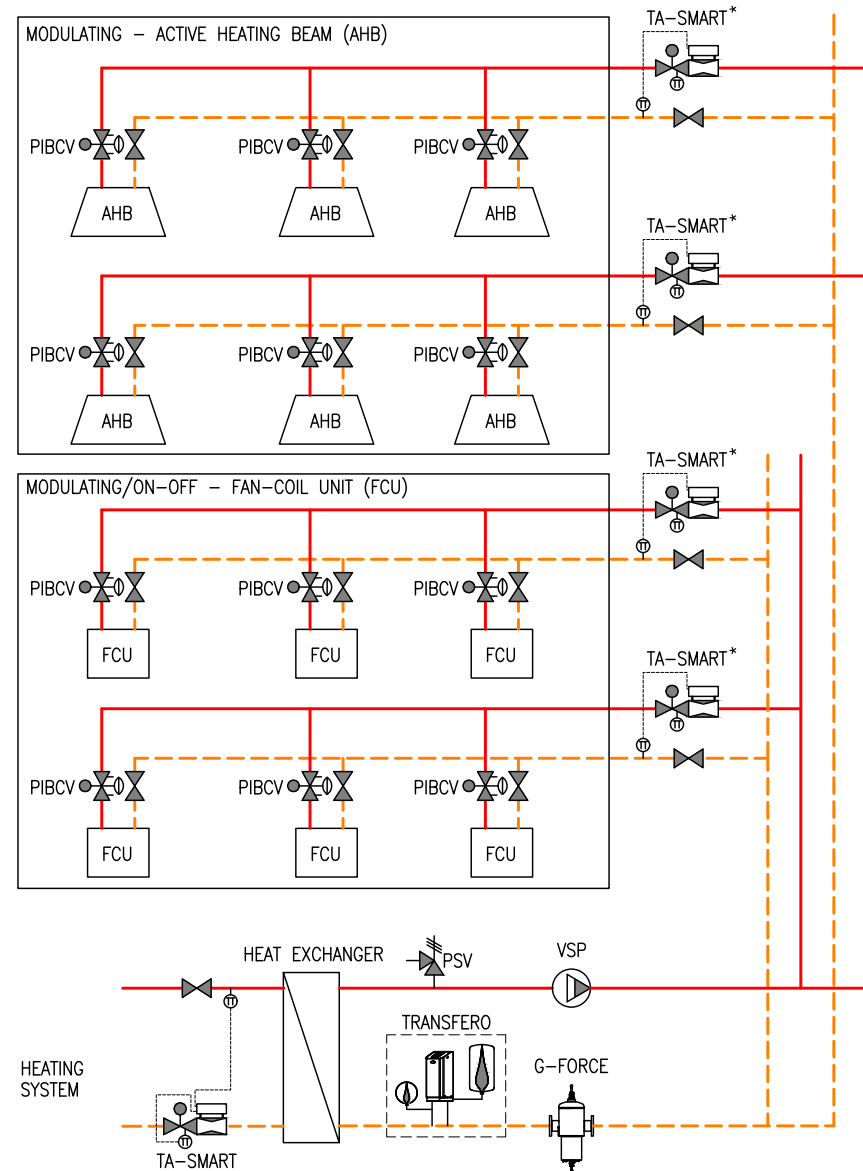 MODULATING - ACTIVE HEATING BEAM (AHB)
TA-SMART*
PIBCV
PIBCV
PIBCV
AHB
AHB
AHB
TA-SMART*
PIBCV
PIBCV
PIBCV
AHB
AHB
AHB
TA-SMART*
MODULATING/ON-OFF - FAN-COIL UNIT (FCU)
PIBCV
PIBCV
PIBCV
FCU
FCU
FCU
TA-SMART*
PIBCV
PIBCV
PIBCV
FCU
FCU
FCU
HEAT EXCHANGER
PSV
VSP
TRANSFERO
G-FORCE
HEATING
SYSTEM
TA-SMART